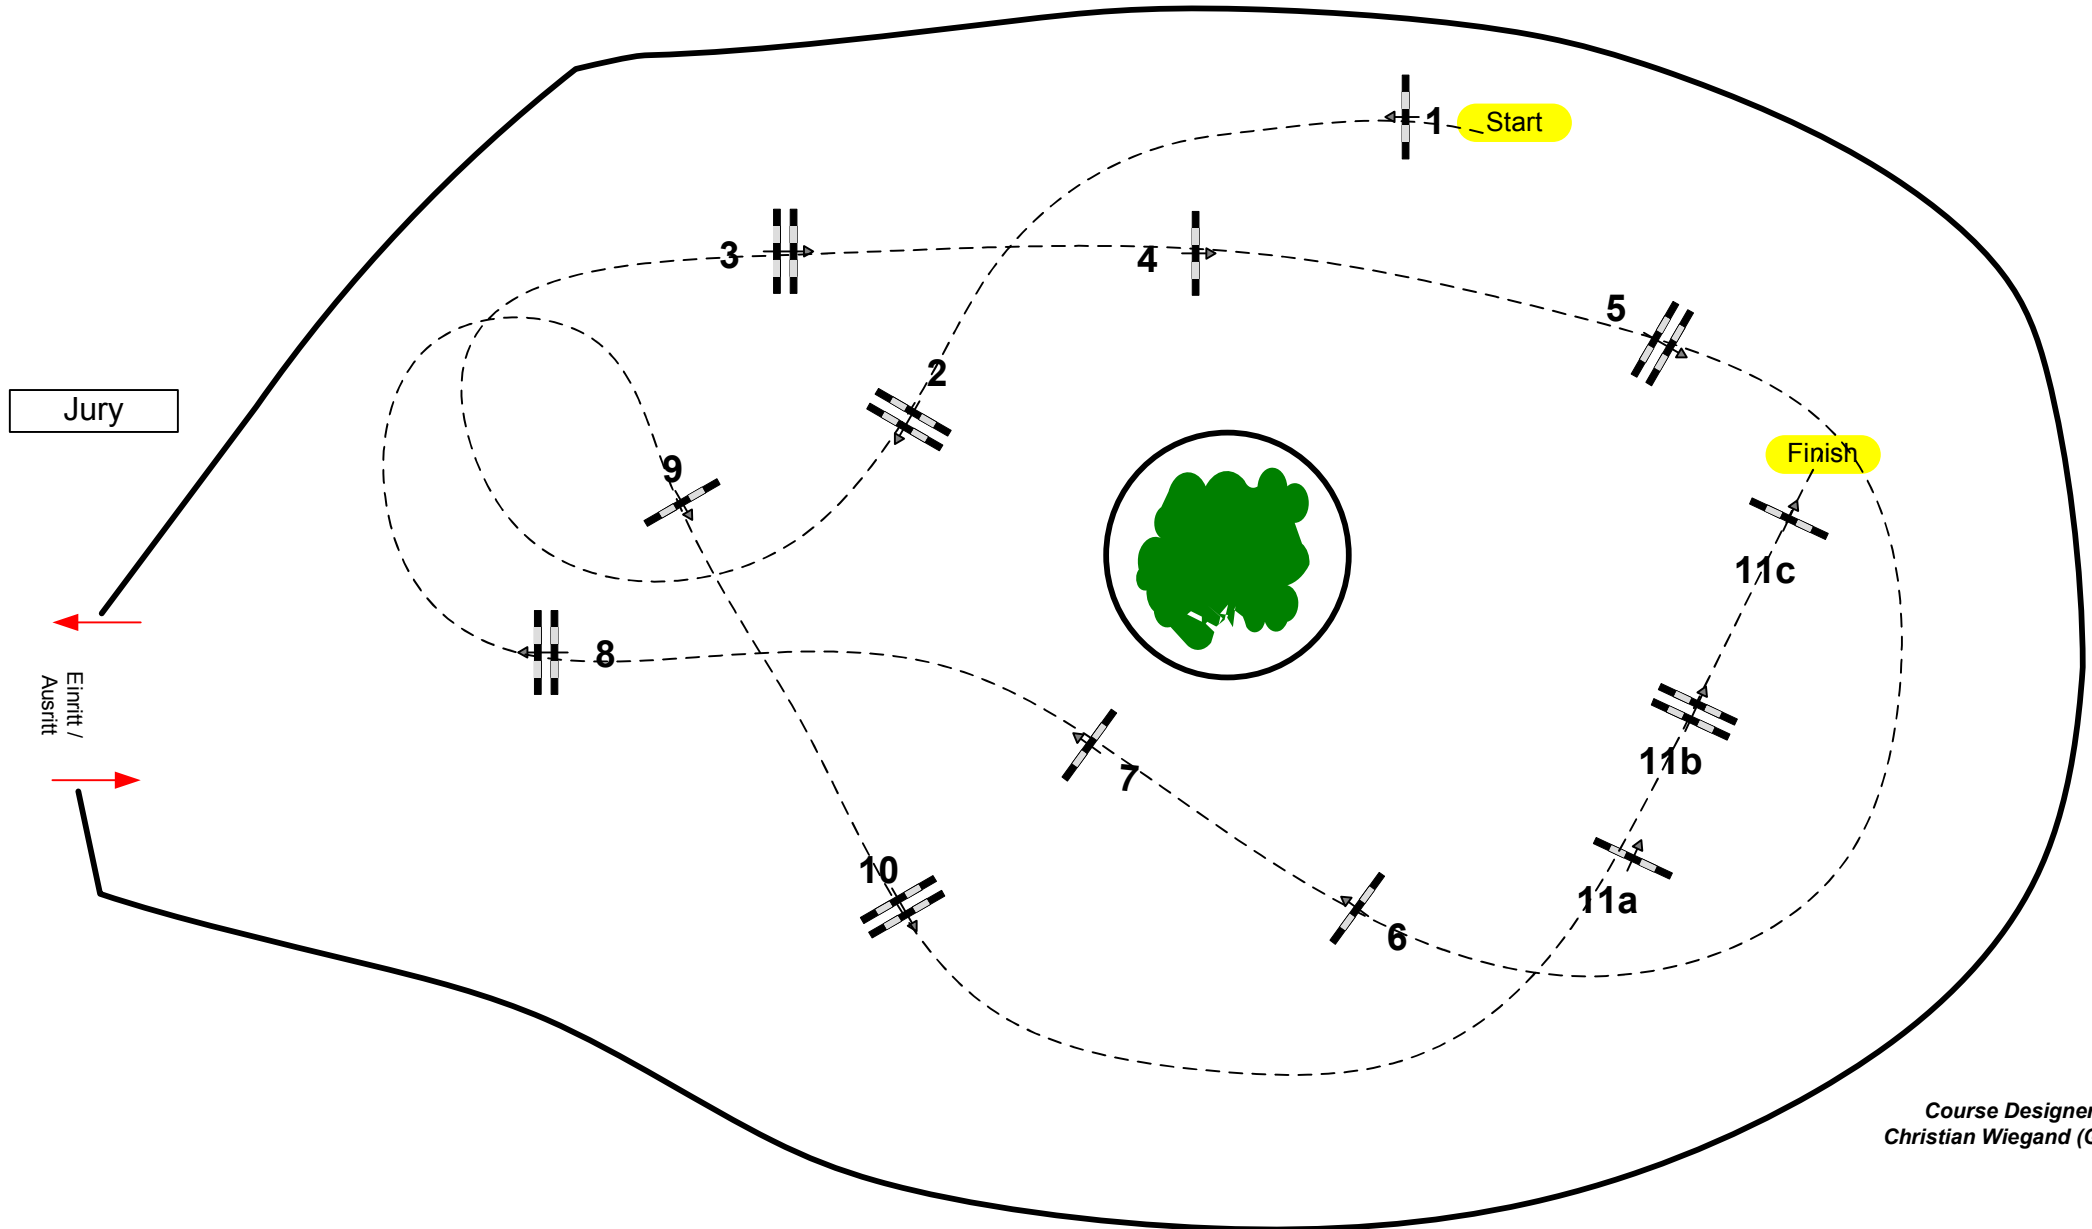 1
Start
3
4
5
2
Jury
Finish
9
11c
8
Einritt /
Ausritt
11b
7
10
11a
6
Course Designer
Christian Wiegand (